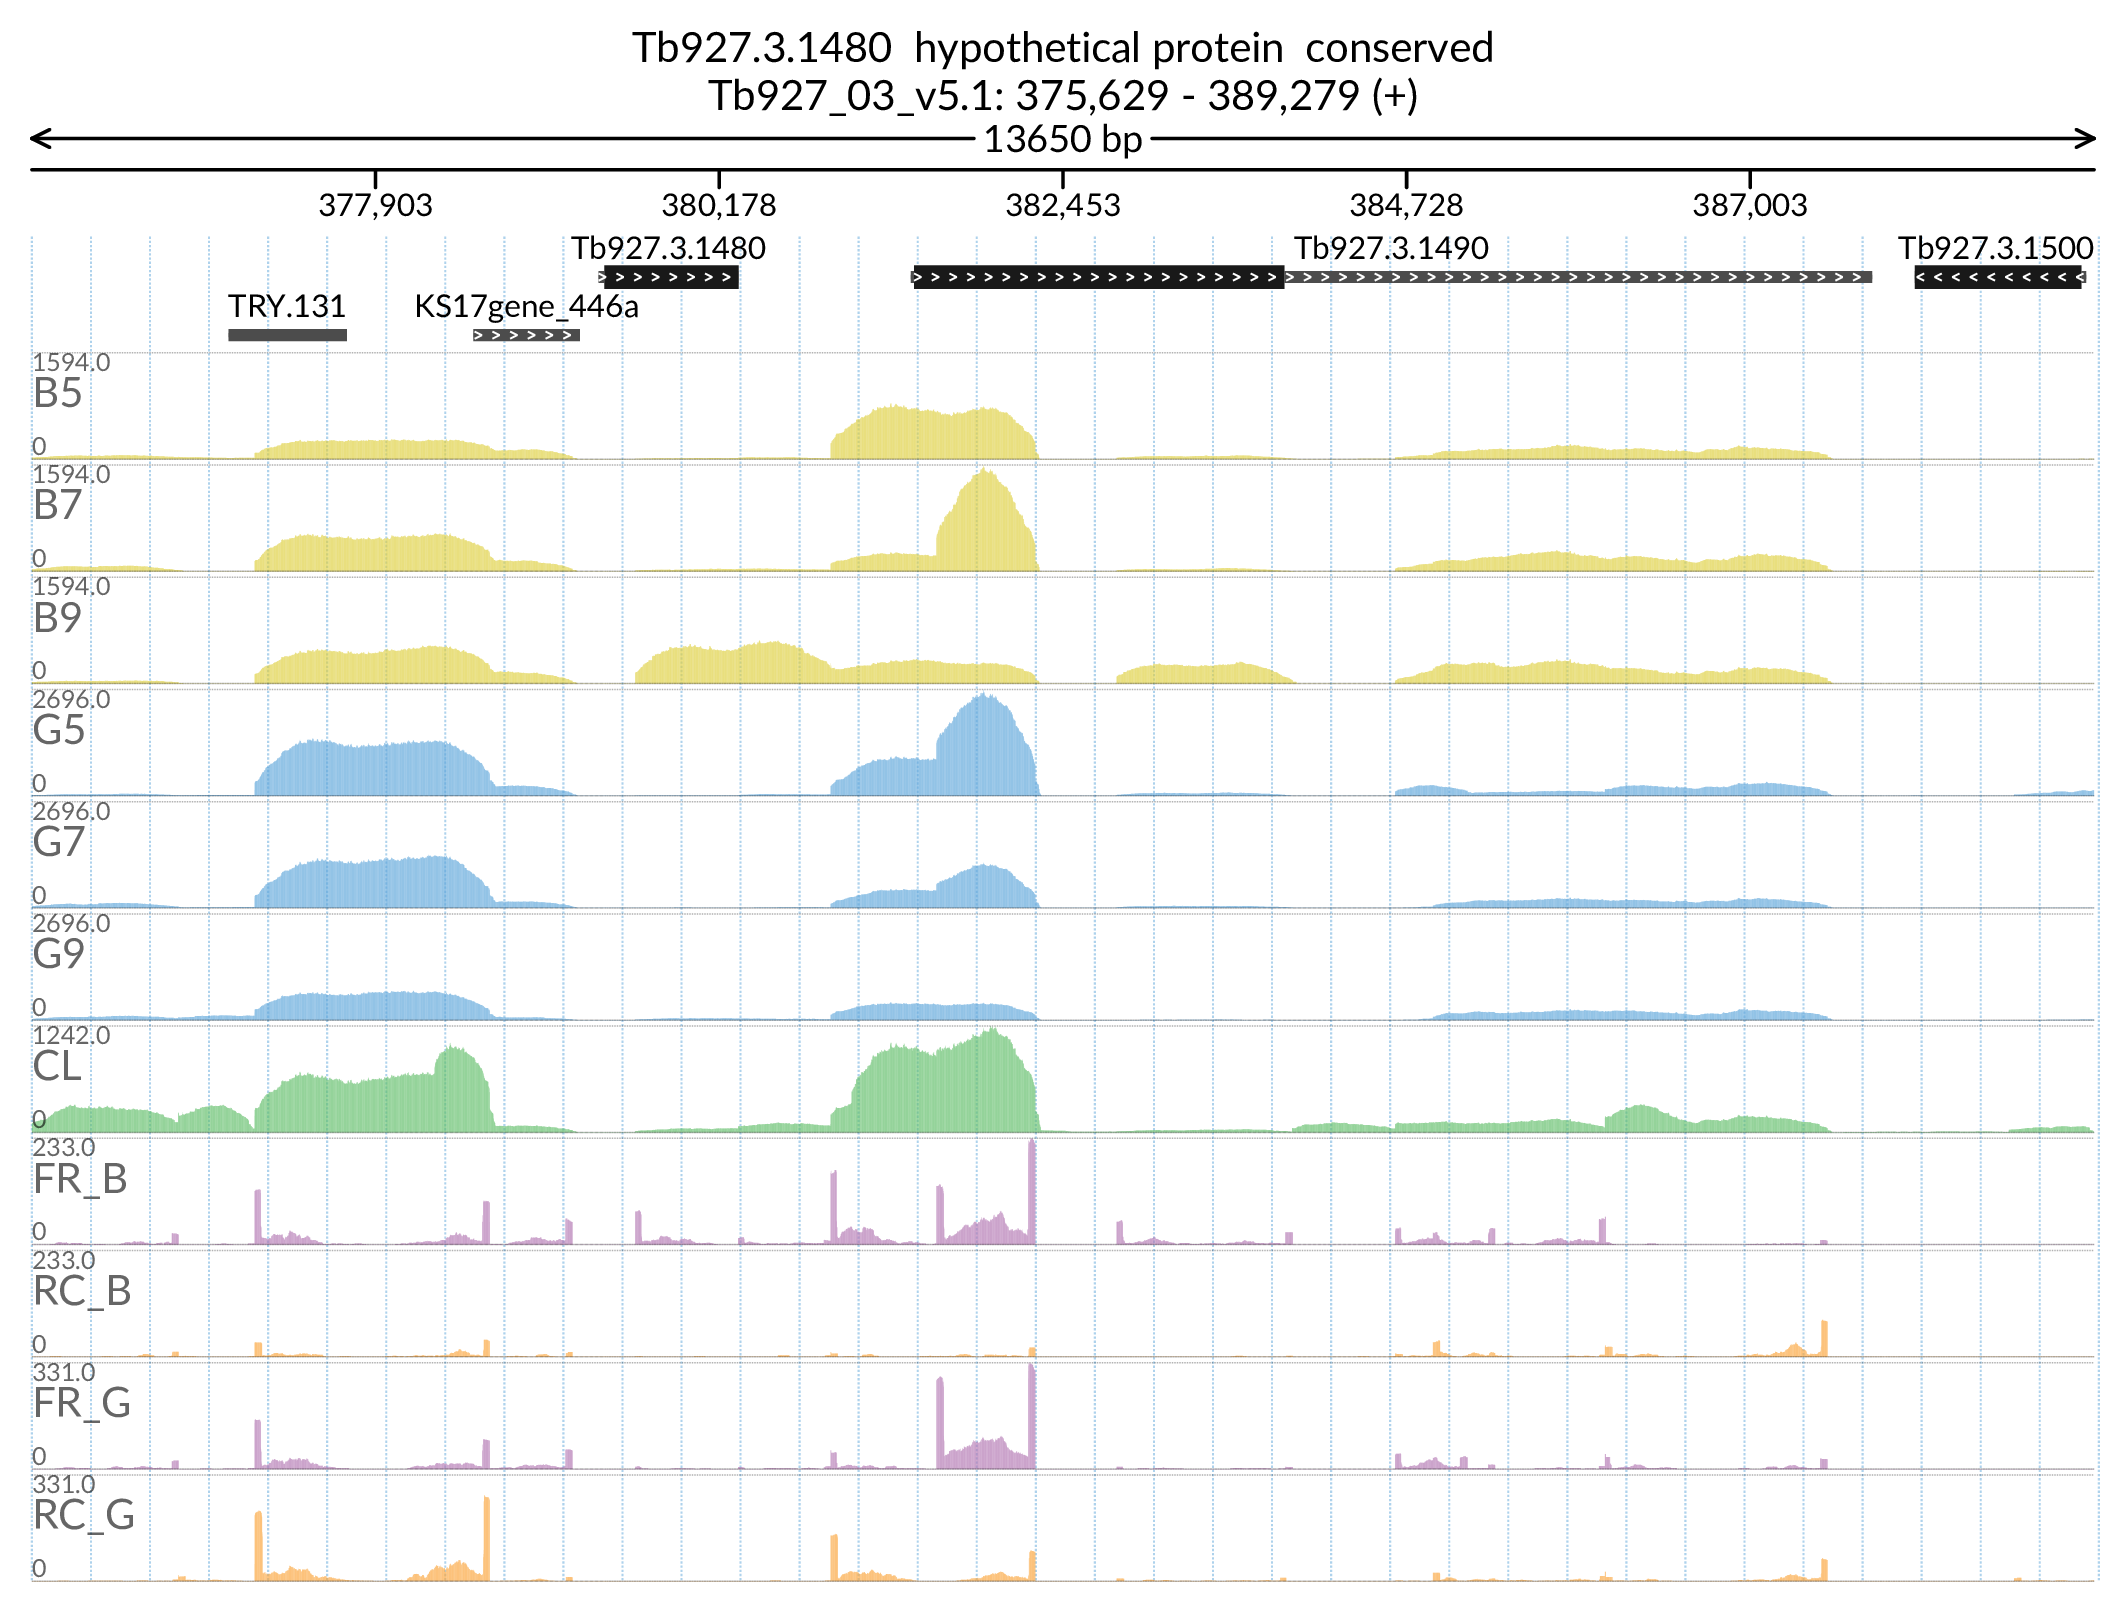 Tb927.3.1480  hypothetical protein  conserved
Tb927_03_v5.1: 375,629 - 389,279 (+)
13650 bp
377,903 380,178 382,453 384,728 387,003
Tb927.3.1480 Tb927.3.1490 Tb927.3.1500
TRY.131 KS17gene_446a
1594.0
B5
0
1594.0
B7
0
1594.0
B9
0
2696.0
G5
0
2696.0
G7
0
2696.0
G9
0
1242.0
CL
0
233.0
FR_B
0
233.0
RC_B
0
331.0
FR_G
0
331.0
RC_G
0